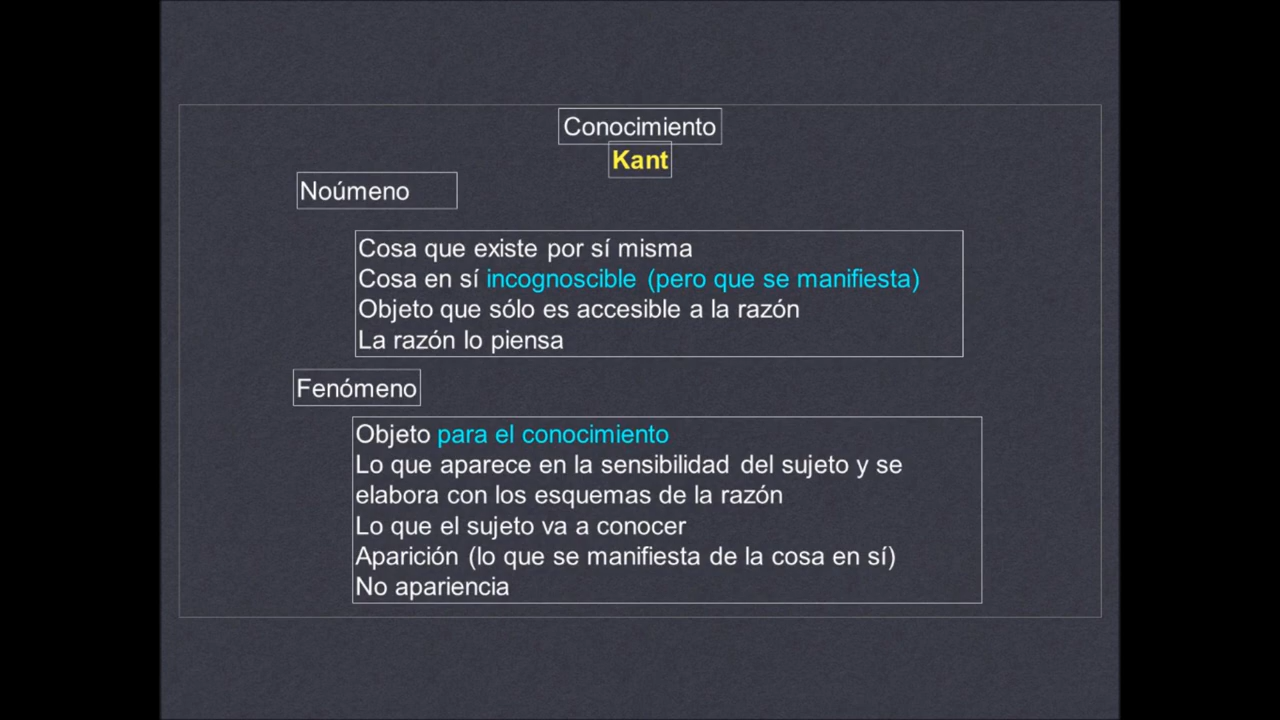 Conocimiento
Kant
Noúmeno
Cosa que existe por sí misma
Cosa en sí incognoscible (pero que se manifiesta)
Objeto que sólo es accesible a la razón
La razón lo piensa
Fenómeno
Objeto para el conocimiento
Lo que aparece en la sensibilidad del sujeto y se
elabora con los esquemas de la razón
Lo que el sujeto va a conocer
Aparición (lo que se manifiesta de la cosa en sí)
No apariencia